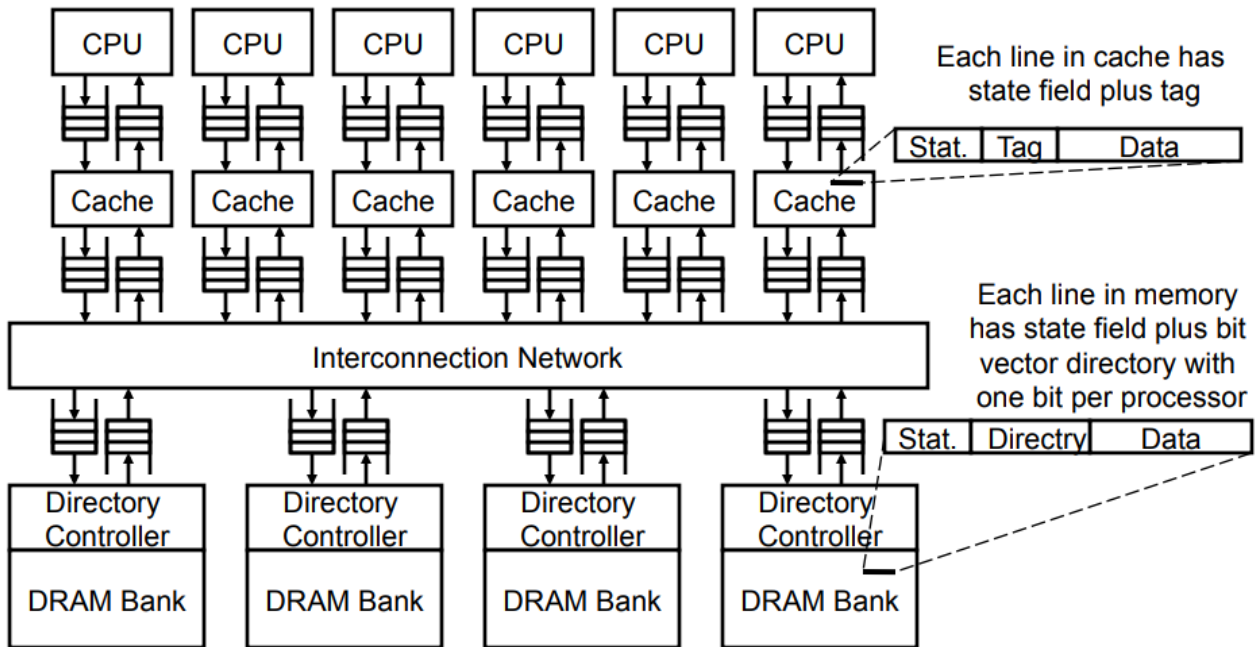 CPU
CPU
CPU
CPU
CPU
CPU
Each line in cache has
state field plus tag
Stat. Tag Data
Cache
Cache
Cache
Cache
Cache
Cache
Each line in memory
has state field plus bit
vector directory with
one bit per processor
Interconnection Network
Stat. Directry Data
Directory
Controller
Directory
Controller
Directory
Controller
Directory
Controller
DRAM Bank
DRAM Bank
DRAM Bank
DRAM Bank